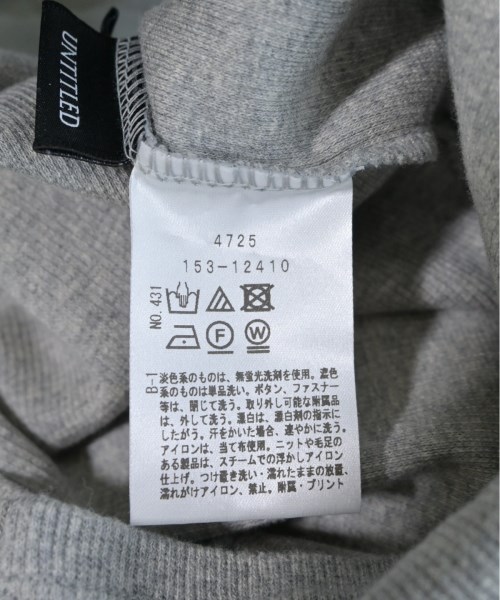 UNTITLED
4725
153-12410
NO.431
F
W
B-1
淡色系のものは、無蛍光洗剤を使用。濃色
系のものは単品洗い。ボタン、ファスナー
等は、閉じて洗う。取り外し可能な附属品
は、外して洗う。漂白は、漂白剤の指示に
したがう。汗をかいた場合、速やかに洗う。
アイロンは、当て布使用。ニットや毛足の
ある製品は、スチームでの浮かしアイロン
仕上げ。つけ置き洗い・濡れたままの放置、
濡れがけアイロン、禁止。附属・プリント